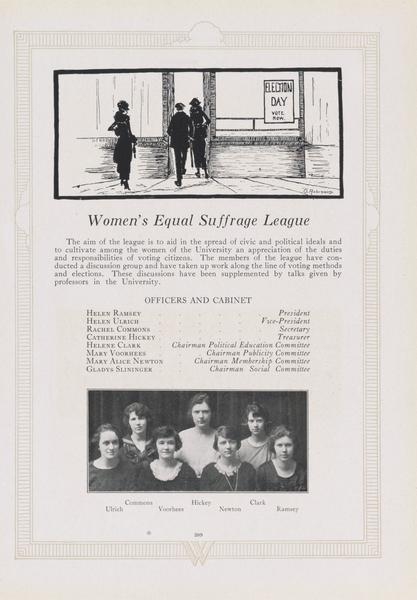 ELECTION
DAY
VOTE
NOW.
Women's Equal Suffrage League
The aim of the league is to aid in the spread of civic and political ideals and
to cultivate among the women of the University an appreciation of the duties
and responsibilities of voting citizens. The members of the league have con-
ducted a discussion group and have taken up work along the line of voting methods
and elections. These discussions have been supplemented by talks given by
professors in the University.
OFFICERS AND CABINET
HELEN RAMSEY . . . . . . President
HELEN ULRICH . . . . . . Vice-President
RACHEL COMMONS . . . . . . Secretary
CATHERINE HICKEY . . . . . . Treasurer
HELENE CLARK Chairman Political Education Committee
MARY VOORHEES Chairman Publicity Committee
MARY ALICE NEWTON Chairman Membership Committee
GLADYS SLININGER Chairman Social Committee
Commons Hickey Clark
Ulrich Voorhees Newton Ramsey
W